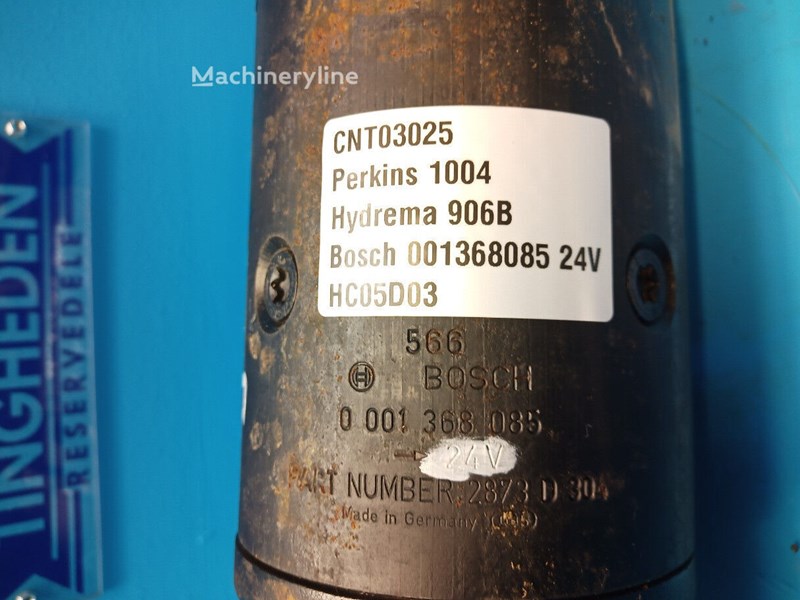 Machineryline
CNT03025
Perkins 1004
Hydrema 906B
Bosch 001368085 24V
HC05D03
566
BOSCH
0 001 368 085
24V
PART NUMBER 2873 D 304
Made in Germany
TINGHEDEN
RESERVEDELE